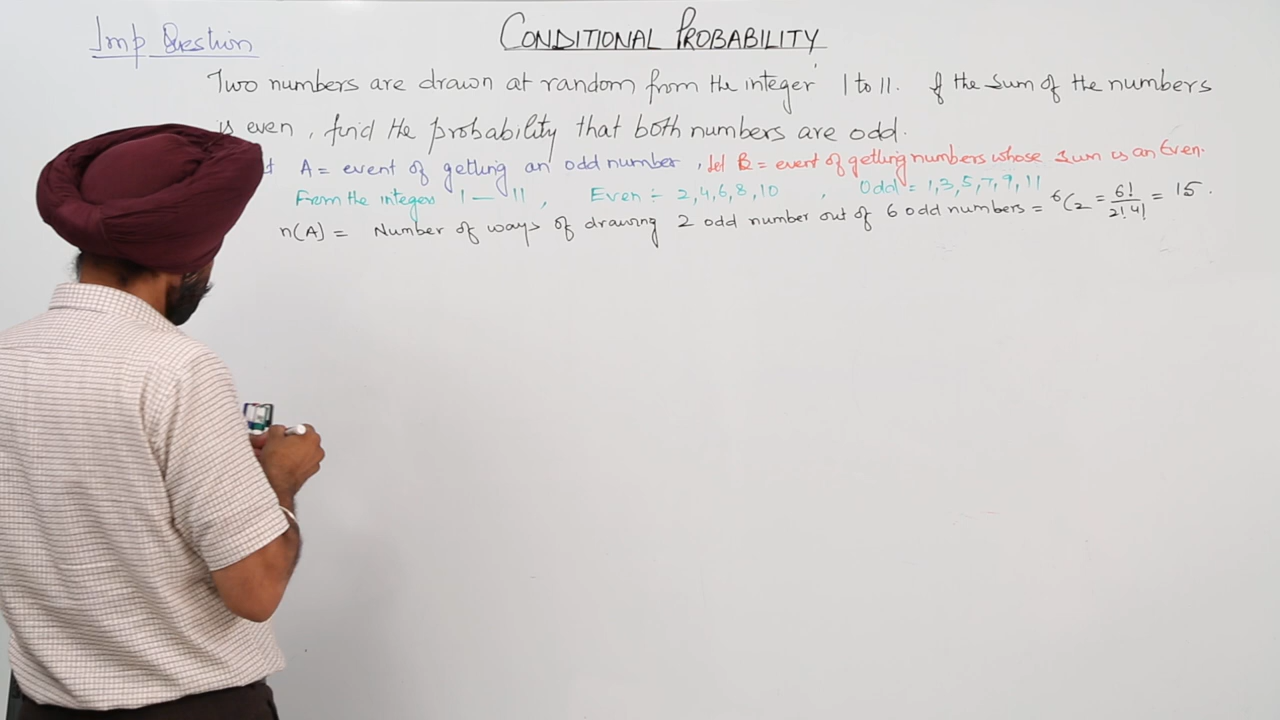 Imp Question
CONDITIONAL PROBABILITY
Two numbers are drawn at random from the integer 1 to 11. If the sum of the numbers
is even, find the probability that both numbers are odd.
A = event of getting an odd number, Let B = event of getting numbers whose sum is an Even.
From the integers 1 — 11, Even :- 2,4,6,8,10, Odd = 1,3,5,7,9,11
n(A) = Number of ways of drawing 2 odd number out of 6 odd numbers = ⁶C₂ = 6!/2!4! = 15.